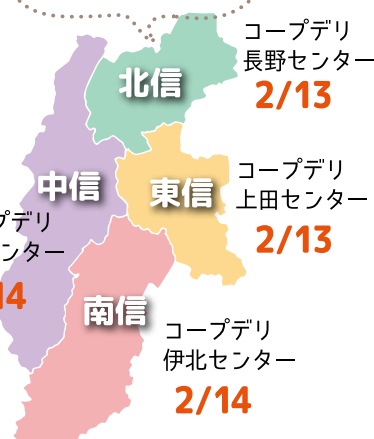 コープデリ
長野センター
2/13
北信
コープデリ
上田センター
2/13
中信
東信
プデリ
ンター
14
南信
コープデリ
伊北センター
2/14